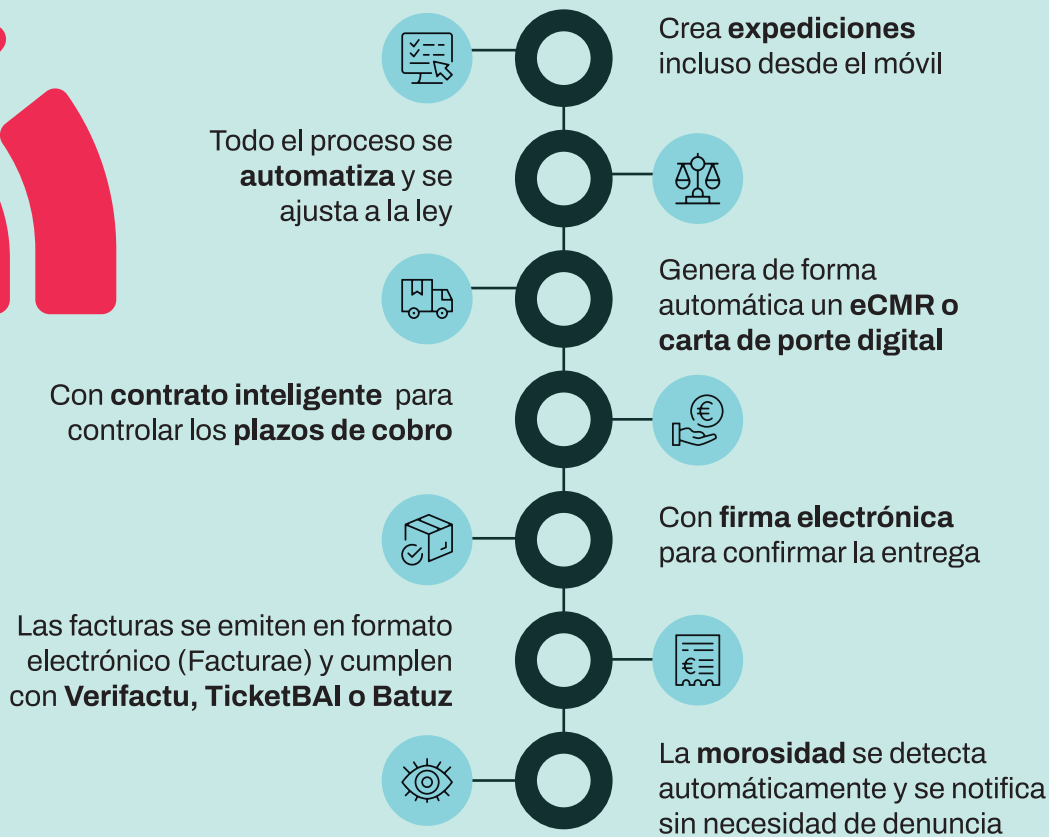 Crea expediciones
incluso desde el móvil
Todo el proceso se
automatiza y se
ajusta a la ley
Genera de forma
automática un eCMR o
carta de porte digital
Con contrato inteligente para
controlar los plazos de cobro
Con firma electrónica
para confirmar la entrega
Las facturas se emiten en formato
electrónico (Facturae) y cumplen
con Verifactu, TicketBAI o Batuz
La morosidad se detecta
automáticamente y se notifica
sin necesidad de denuncia